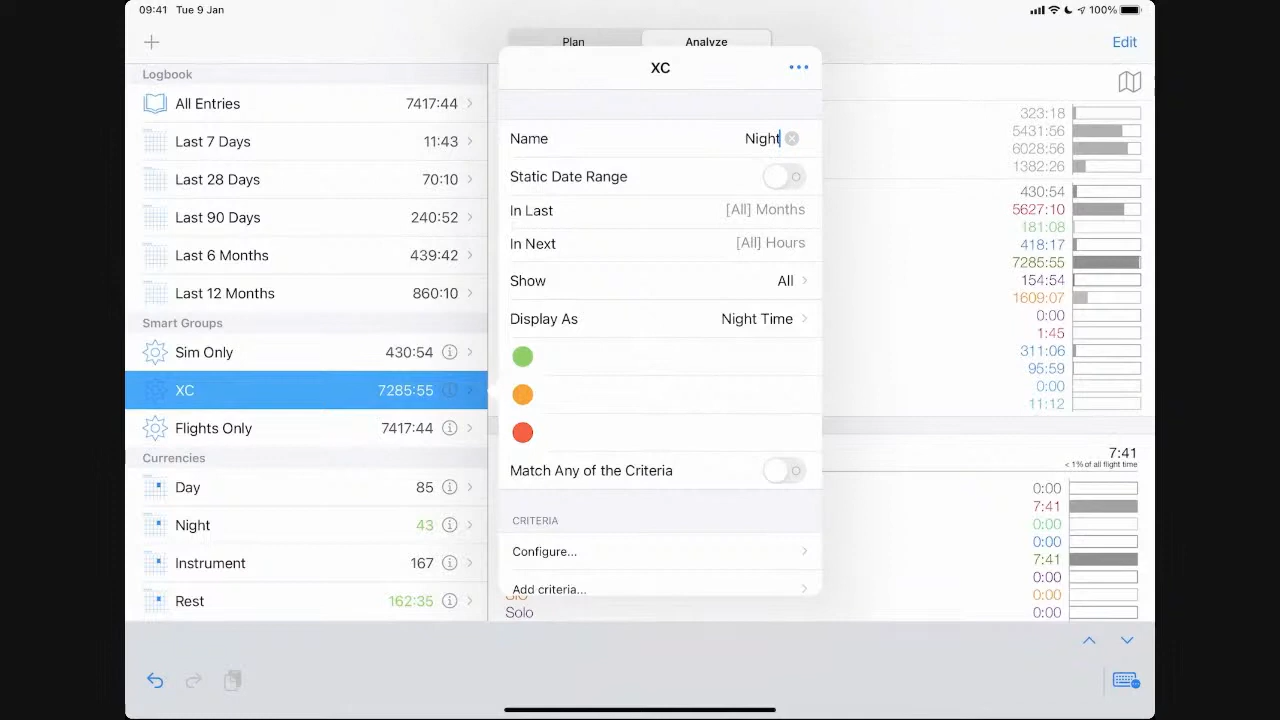 09:41 Tue 9 Jan
100%
Plan Analyze Edit
Logbook
All Entries 7417:44
Last 7 Days 11:43
Last 28 Days 70:10
Last 90 Days 240:52
Last 6 Months 439:42
Last 12 Months 860:10
Smart Groups
Sim Only 430:54
XC 7285:55
Flights Only 7417:44
Currencies
Day 85
Night 43
Instrument 167
Rest 162:35
XC
Name Night
Static Date Range
In Last [All] Months
In Next [All] Hours
Show All
Display As Night Time
Match Any of the Criteria
CRITERIA
Configure...
Add criteria...
Solo
323:18
5431:56
6028:56
1382:26
430:54
5627:10
181:08
418:17
7285:55
154:54
1609:07
0:00
1:45
311:06
95:59
0:00
11:12
7:41
< 1% of all flight time
0:00
7:41
0:00
0:00
7:41
0:00
0:00
0:00